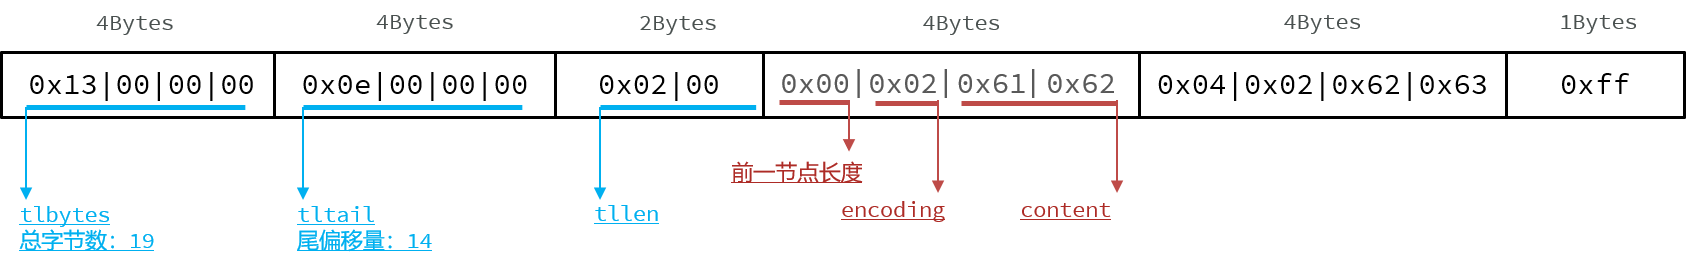 4Bytes 4Bytes 2Bytes 4Bytes 4Bytes 1Bytes
0x13|00|00|00 0x0e|00|00|00 0x02|00 0x00|0x02|0x61|0x62 0x04|0x02|0x62|0x63 0xff
前一节点长度
tlbytes tltail tllen encoding content
总字节数：19 尾偏移量：14